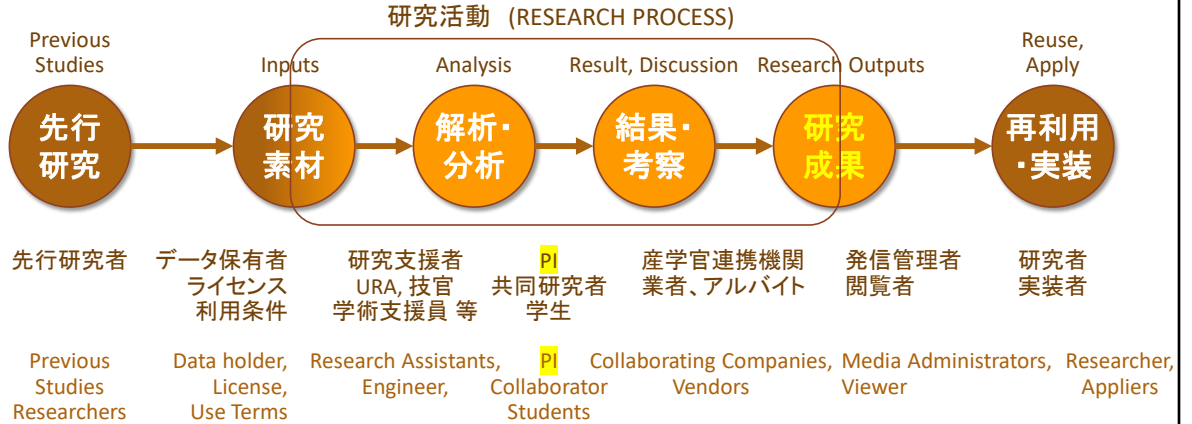 研究活動 (RESEARCH PROCESS)
Previous
Studies
Inputs
Analysis
Result, Discussion
Research Outputs
Reuse,
Apply
先行
研究
研究
素材
解析・
分析
結果・
考察
研究
成果
再利用
・実装
先行研究者
データ保有者
ライセンス
利用条件
研究支援者
URA, 技官
学術支援員 等
PI
共同研究者
学生
産学官連携機関
業者、アルバイト
発信管理者
閲覧者
研究者
実装者
Previous
Studies
Researchers
Data holder,
License,
Use Terms
Research Assistants,
Engineer,
PI
Collaborator
Students
Collaborating Companies,
Vendors
Media Administrators,
Viewer
Researcher,
Appliers